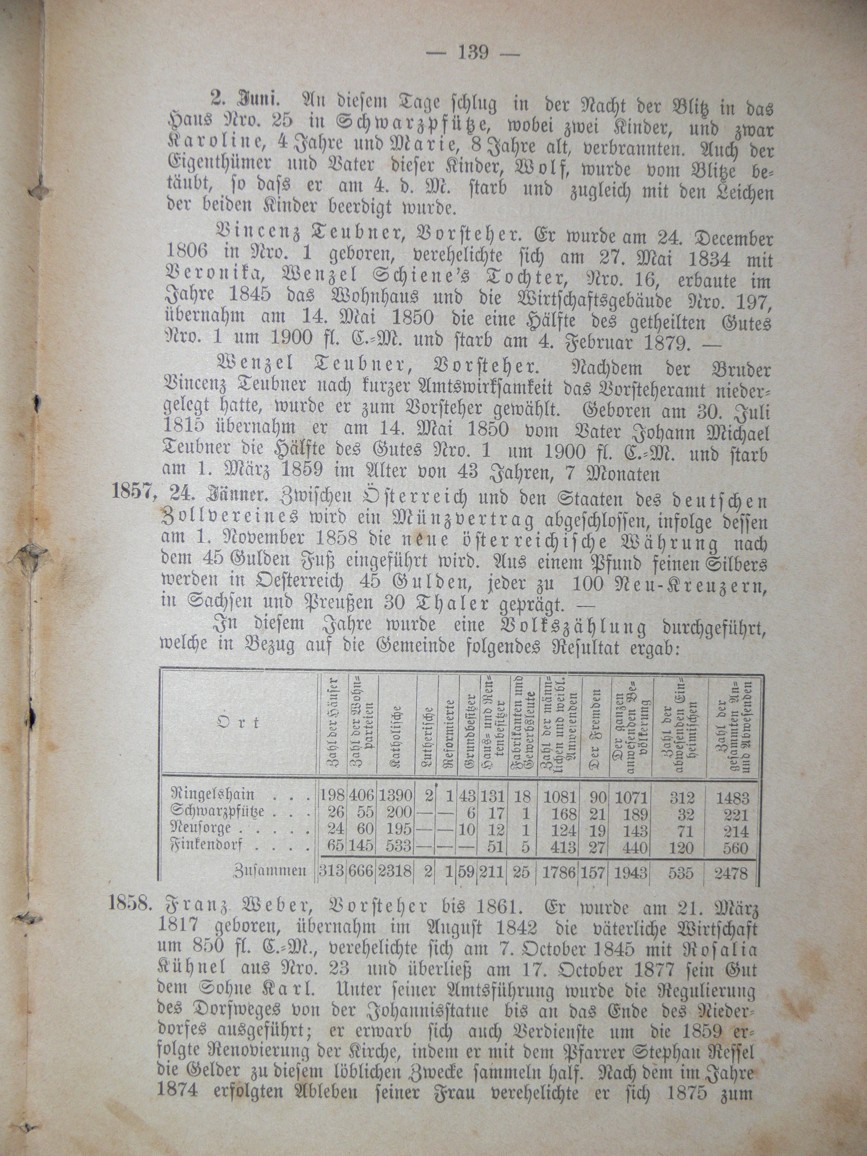 — 139 —
2. Juni. An diesem Tage schlug in der Nacht der Blitz in das
Haus Nro. 25 in Schwarzpfütze, wobei zwei Kinder, und zwar
Karoline, 4 Jahre und Marie, 8 Jahre alt, verbrannten. Auch der
Eigenthümer und Vater dieser Kinder, Wolf, wurde vom Blitze be-
täubt, so dass er am 4. d. M. starb und zugleich mit den Leichen
der beiden Kinder beerdigt wurde.
Vincenz Teubner, Vorsteher. Er wurde am 24. December
1806 in Nro. 1 geboren, verehelichte sich am 27. Mai 1834 mit
Veronika, Wenzel Schiene's Tochter, Nro. 16, erbaute im
Jahre 1845 das Wohnhaus und die Wirtschaftsgebäude Nro. 197,
übernahm am 14. Mai 1850 die eine Hälfte des getheilten Gutes
Nro. 1 um 1900 fl. C.-M. und starb am 4. Februar 1879. —
Wenzel Teubner, Vorsteher. Nachdem der Bruder
Vincenz Teubner nach kurzer Amtswirksamkeit das Vorsteheramt nieder-
gelegt hatte, wurde er zum Vorsteher gewählt. Geboren am 30. Juli
1815 übernahm er am 14. Mai 1850 vom Vater Johann Michael
Teubner die Hälfte des Gutes Nro. 1 um 1900 fl. C.-M. und starb
am 1. März 1859 im Alter von 43 Jahren, 7 Monaten
1857, 24. Jänner. Zwischen Österreich und den Staaten des deutschen
Zollvereines wird ein Münzvertrag abgeschlossen, infolge dessen
am 1. November 1858 die neue österreichische Währung nach
dem 45 Gulden Fuß eingeführt wird. Aus einem Pfund feinen Silbers
werden in Oesterreich 45 Gulden, jeder zu 100 Neu-Kreuzern,
in Sachsen und Preußen 30 Thaler geprägt. —
In diesem Jahre wurde eine Volkszählung durchgeführt,
welche in Bezug auf die Gemeinde folgendes Resultat ergab:
Ort | Zahl der Häuser | Zahl der Wohn-parteien | Katholische | Lutherische | Reformierte | Grundbesitzer | Haus- und Ren-tenbesitzer | Fabrikanten und Gewerbsleute | Zahl der männ-lichen und weibl. Anwesenden | Der Fremden | Der ganzen anwesenden Be-völkerung | Zahl der abwesenden Ein-heimischen | Zahl der gesammten An- und Abwesenden
Ringelshain . . . 198 406 1390 2 1 43 131 18 1081 90 1071 312 1483
Schwarzpfütze . . . 26 55 200 — — 6 17 1 168 21 189 32 221
Neusorge . . . . . 24 60 195 — — 10 12 1 124 19 143 71 214
Finkendorf . . . . 65 145 533 — — — 51 5 413 27 440 120 560
Zusammen 313 666 2318 2 1 59 211 25 1786 157 1943 535 2478
1858. Franz Weber, Vorsteher bis 1861. Er wurde am 21. März
1817 geboren, übernahm im August 1842 die väterliche Wirtschaft
um 850 fl. C.-M., verehelichte sich am 7. October 1845 mit Rosalia
Kühnel aus Nro. 23 und überließ am 17. October 1877 sein Gut
dem Sohne Karl. Unter seiner Amtsführung wurde die Regulierung
des Dorfweges von der Johannisstatue bis an das Ende des Nieder-
dorfes ausgeführt; er erwarb sich auch Verdienste um die 1859 er-
folgte Renovierung der Kirche, indem er mit dem Pfarrer Stephan Ressel
die Gelder zu diesem löblichen Zwecke sammeln half. Nach dem im Jahre
1874 erfolgten Ableben seiner Frau verehelichte er sich 1875 zum